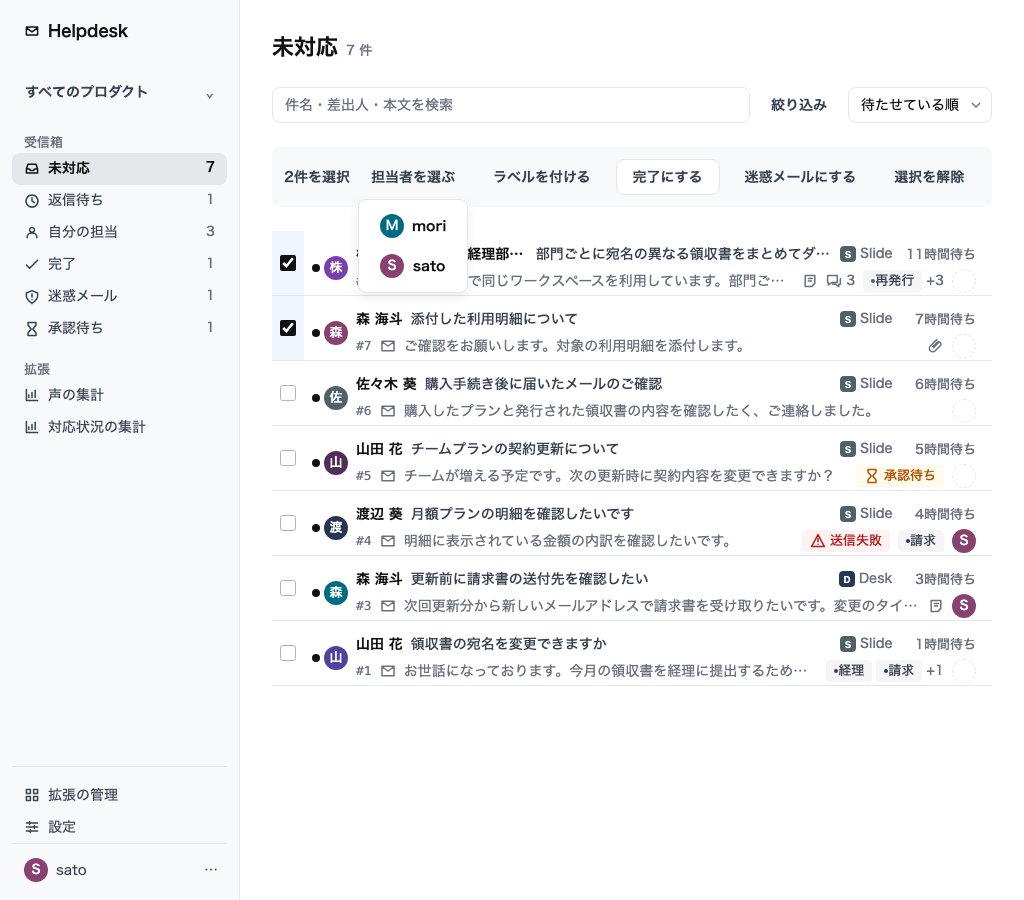 Helpdesk
すべてのプロダクト
受信箱
未対応 7
返信待ち 1
自分の担当 3
完了 1
迷惑メール 1
承認待ち 1
拡張
声の集計
対応状況の集計
拡張の管理
設定
S sato ···
未対応 7 件
件名・差出人・本文を検索 絞り込み 待たせている順
2件を選択 担当者を選ぶ ラベルを付ける 完了にする 迷惑メールにする 選択を解除
M mori
S sato
株 経理部… 部門ごとに宛名の異なる領収書をまとめてダ… S Slide 11時間待ち
で同じワークスペースを利用しています。部門ご… 3 •再発行 +3
森 森 海斗 添付した利用明細について S Slide 7時間待ち
#7 ご確認をお願いします。対象の利用明細を添付します。
佐 佐々木 葵 購入手続き後に届いたメールのご確認 S Slide 6時間待ち
#6 購入したプランと発行された領収書の内容を確認したく、ご連絡しました。
山 山田 花 チームプランの契約更新について S Slide 5時間待ち
#5 チームが増える予定です。次の更新時に契約内容を変更できますか？ 承認待ち
渡 渡辺 葵 月額プランの明細を確認したいです S Slide 4時間待ち
#4 明細に表示されている金額の内訳を確認したいです。 送信失敗 •請求 S
森 森 海斗 更新前に請求書の送付先を確認したい D Desk 3時間待ち
#3 次回更新分から新しいメールアドレスで請求書を受け取りたいです。変更のタイ… S
山 山田 花 領収書の宛名を変更できますか S Slide 1時間待ち
#1 お世話になっております。今月の領収書を経理に提出するため… •経理 •請求 +1